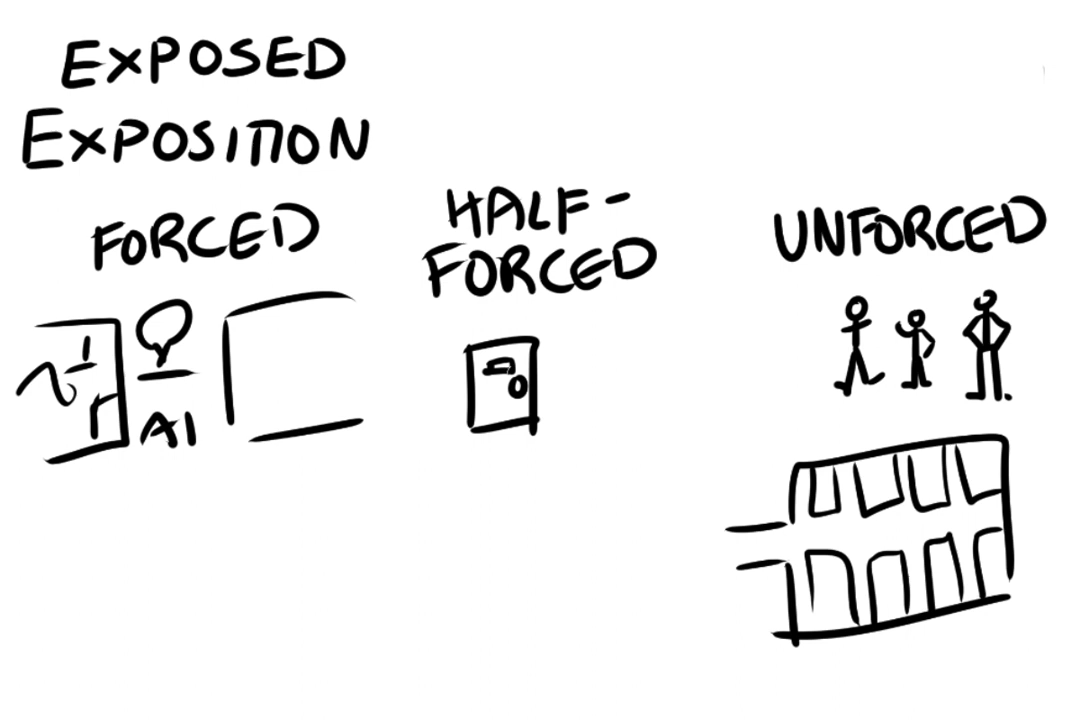 EXPOSED
EXPOSITION
FORCED
HALF-
FORCED
UNFORCED
AI